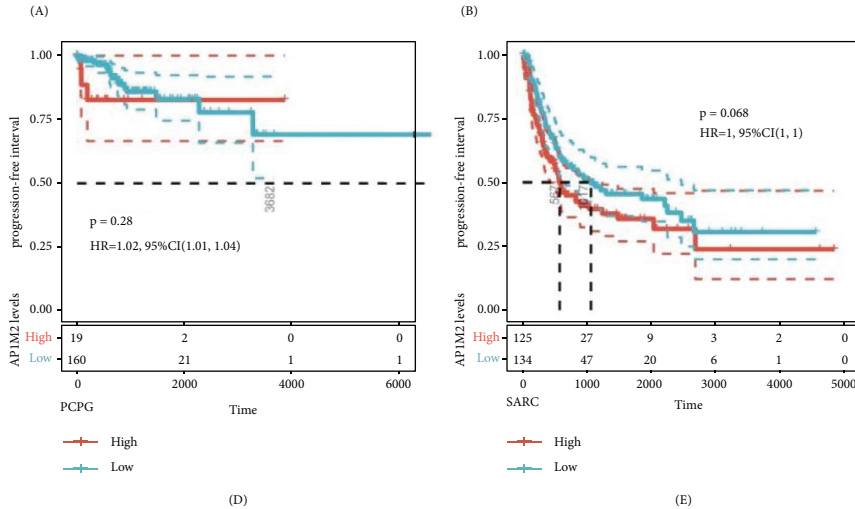 (A)
(B)
progression-free interval
1.00
0.75
0.50
0.25
0.00
3682
p = 0.28
HR=1.02, 95%CI(1.01, 1.04)
AP1M2 levels
High 19 2 0 0
Low 160 21 1 1
0 2000 4000 6000
PCPG
Time
High
Low
(D)
progression-free interval
1.00
0.75
0.50
0.25
0.00
p = 0.068
HR=1, 95%CI(1, 1)
AP1M2 levels
High 125 27 9 3 2 0
Low 134 47 20 6 1 0
0 1000 2000 3000 4000 5000
SARC
Time
High
Low
(E)